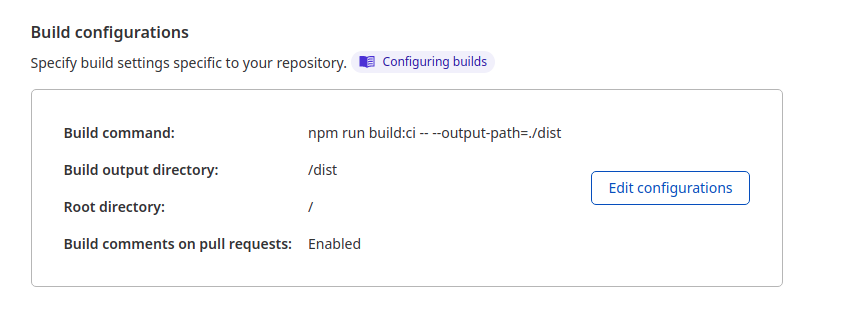 Build configurations
Specify build settings specific to your repository. Configuring builds
Build command: npm run build:ci -- --output-path=./dist
Build output directory: /dist
Edit configurations
Root directory: /
Build comments on pull requests: Enabled